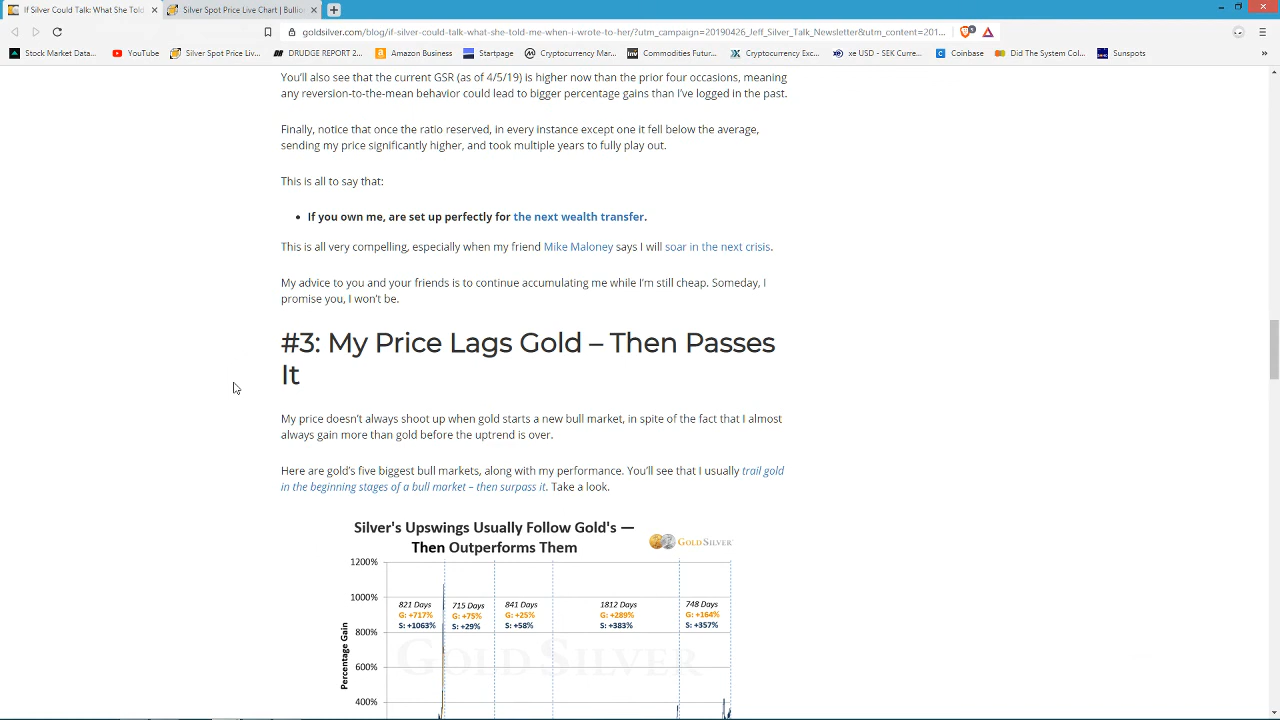 If Silver Could Talk: What She Told
Silver Spot Price Live Chart | Bullio
goldsilver.com/blog/if-silver-could-talk-what-she-told-me-when-i-wrote-to-her/?utm_campaign=20190426_Jeff_Silver_Talk_Newsletter&utm_content=201...
Stock Market Data... YouTube Silver Spot Price Liv... DRUDGE REPORT 2... Amazon Business Startpage Cryptocurrency Mar... Commodities Futur... Cryptocurrency Exc... xe USD - SEK Curre... Coinbase Did The System Col... Sunspots
You'll also see that the current GSR (as of 4/5/19) is higher now than the prior four occasions, meaning
any reversion-to-the-mean behavior could lead to bigger percentage gains than I've logged in the past.
Finally, notice that once the ratio reserved, in every instance except one it fell below the average,
sending my price significantly higher, and took multiple years to fully play out.
This is all to say that:
• If you own me, are set up perfectly for the next wealth transfer.
This is all very compelling, especially when my friend Mike Maloney says I will soar in the next crisis.
My advice to you and your friends is to continue accumulating me while I'm still cheap. Someday, I
promise you, I won't be.
#3: My Price Lags Gold – Then Passes
It
My price doesn't always shoot up when gold starts a new bull market, in spite of the fact that I almost
always gain more than gold before the uptrend is over.
Here are gold's five biggest bull markets, along with my performance. You'll see that I usually trail gold
in the beginning stages of a bull market – then surpass it. Take a look.
Silver's Upswings Usually Follow Gold's —
Then Outperforms Them
GOLDSILVER
1200%
1000%
800%
600%
400%
Percentage Gain
821 Days
G: +717%
S: +1063%
715 Days
G: +75%
S: +29%
841 Days
G: +25%
S: +58%
1812 Days
G: +289%
S: +383%
748 Days
G: +164%
S: +357%
GOLDSILVER